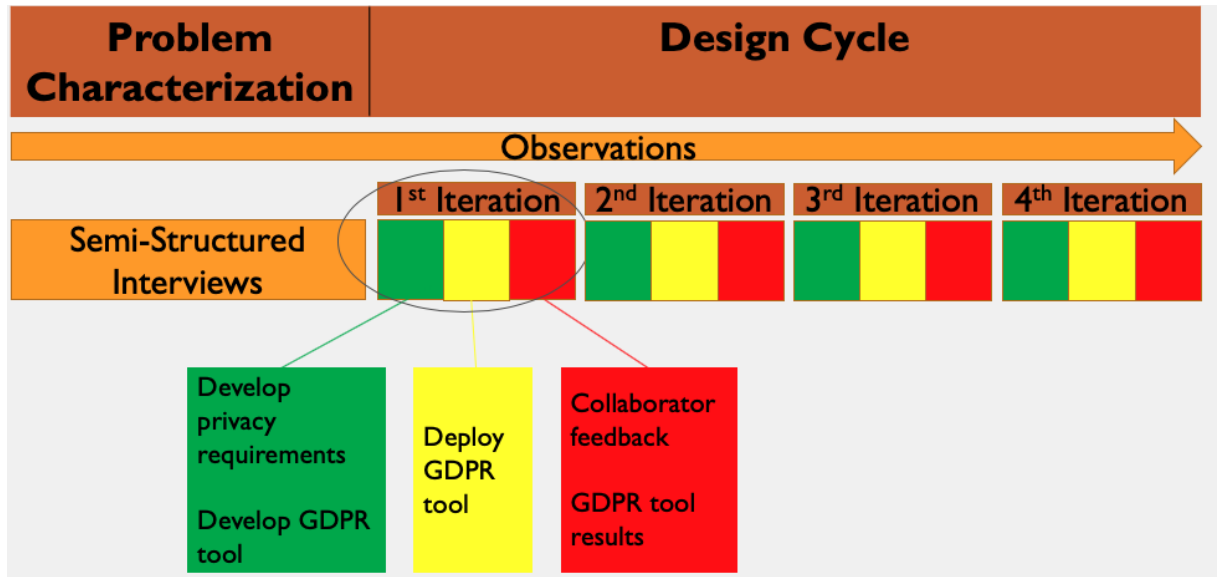 Problem
Characterization
Design Cycle
Observations
1st Iteration
2nd Iteration
3rd Iteration
4th Iteration
Semi-Structured
Interviews
Develop
privacy
requirements
Develop GDPR
tool
Deploy
GDPR
tool
Collaborator
feedback
GDPR tool
results